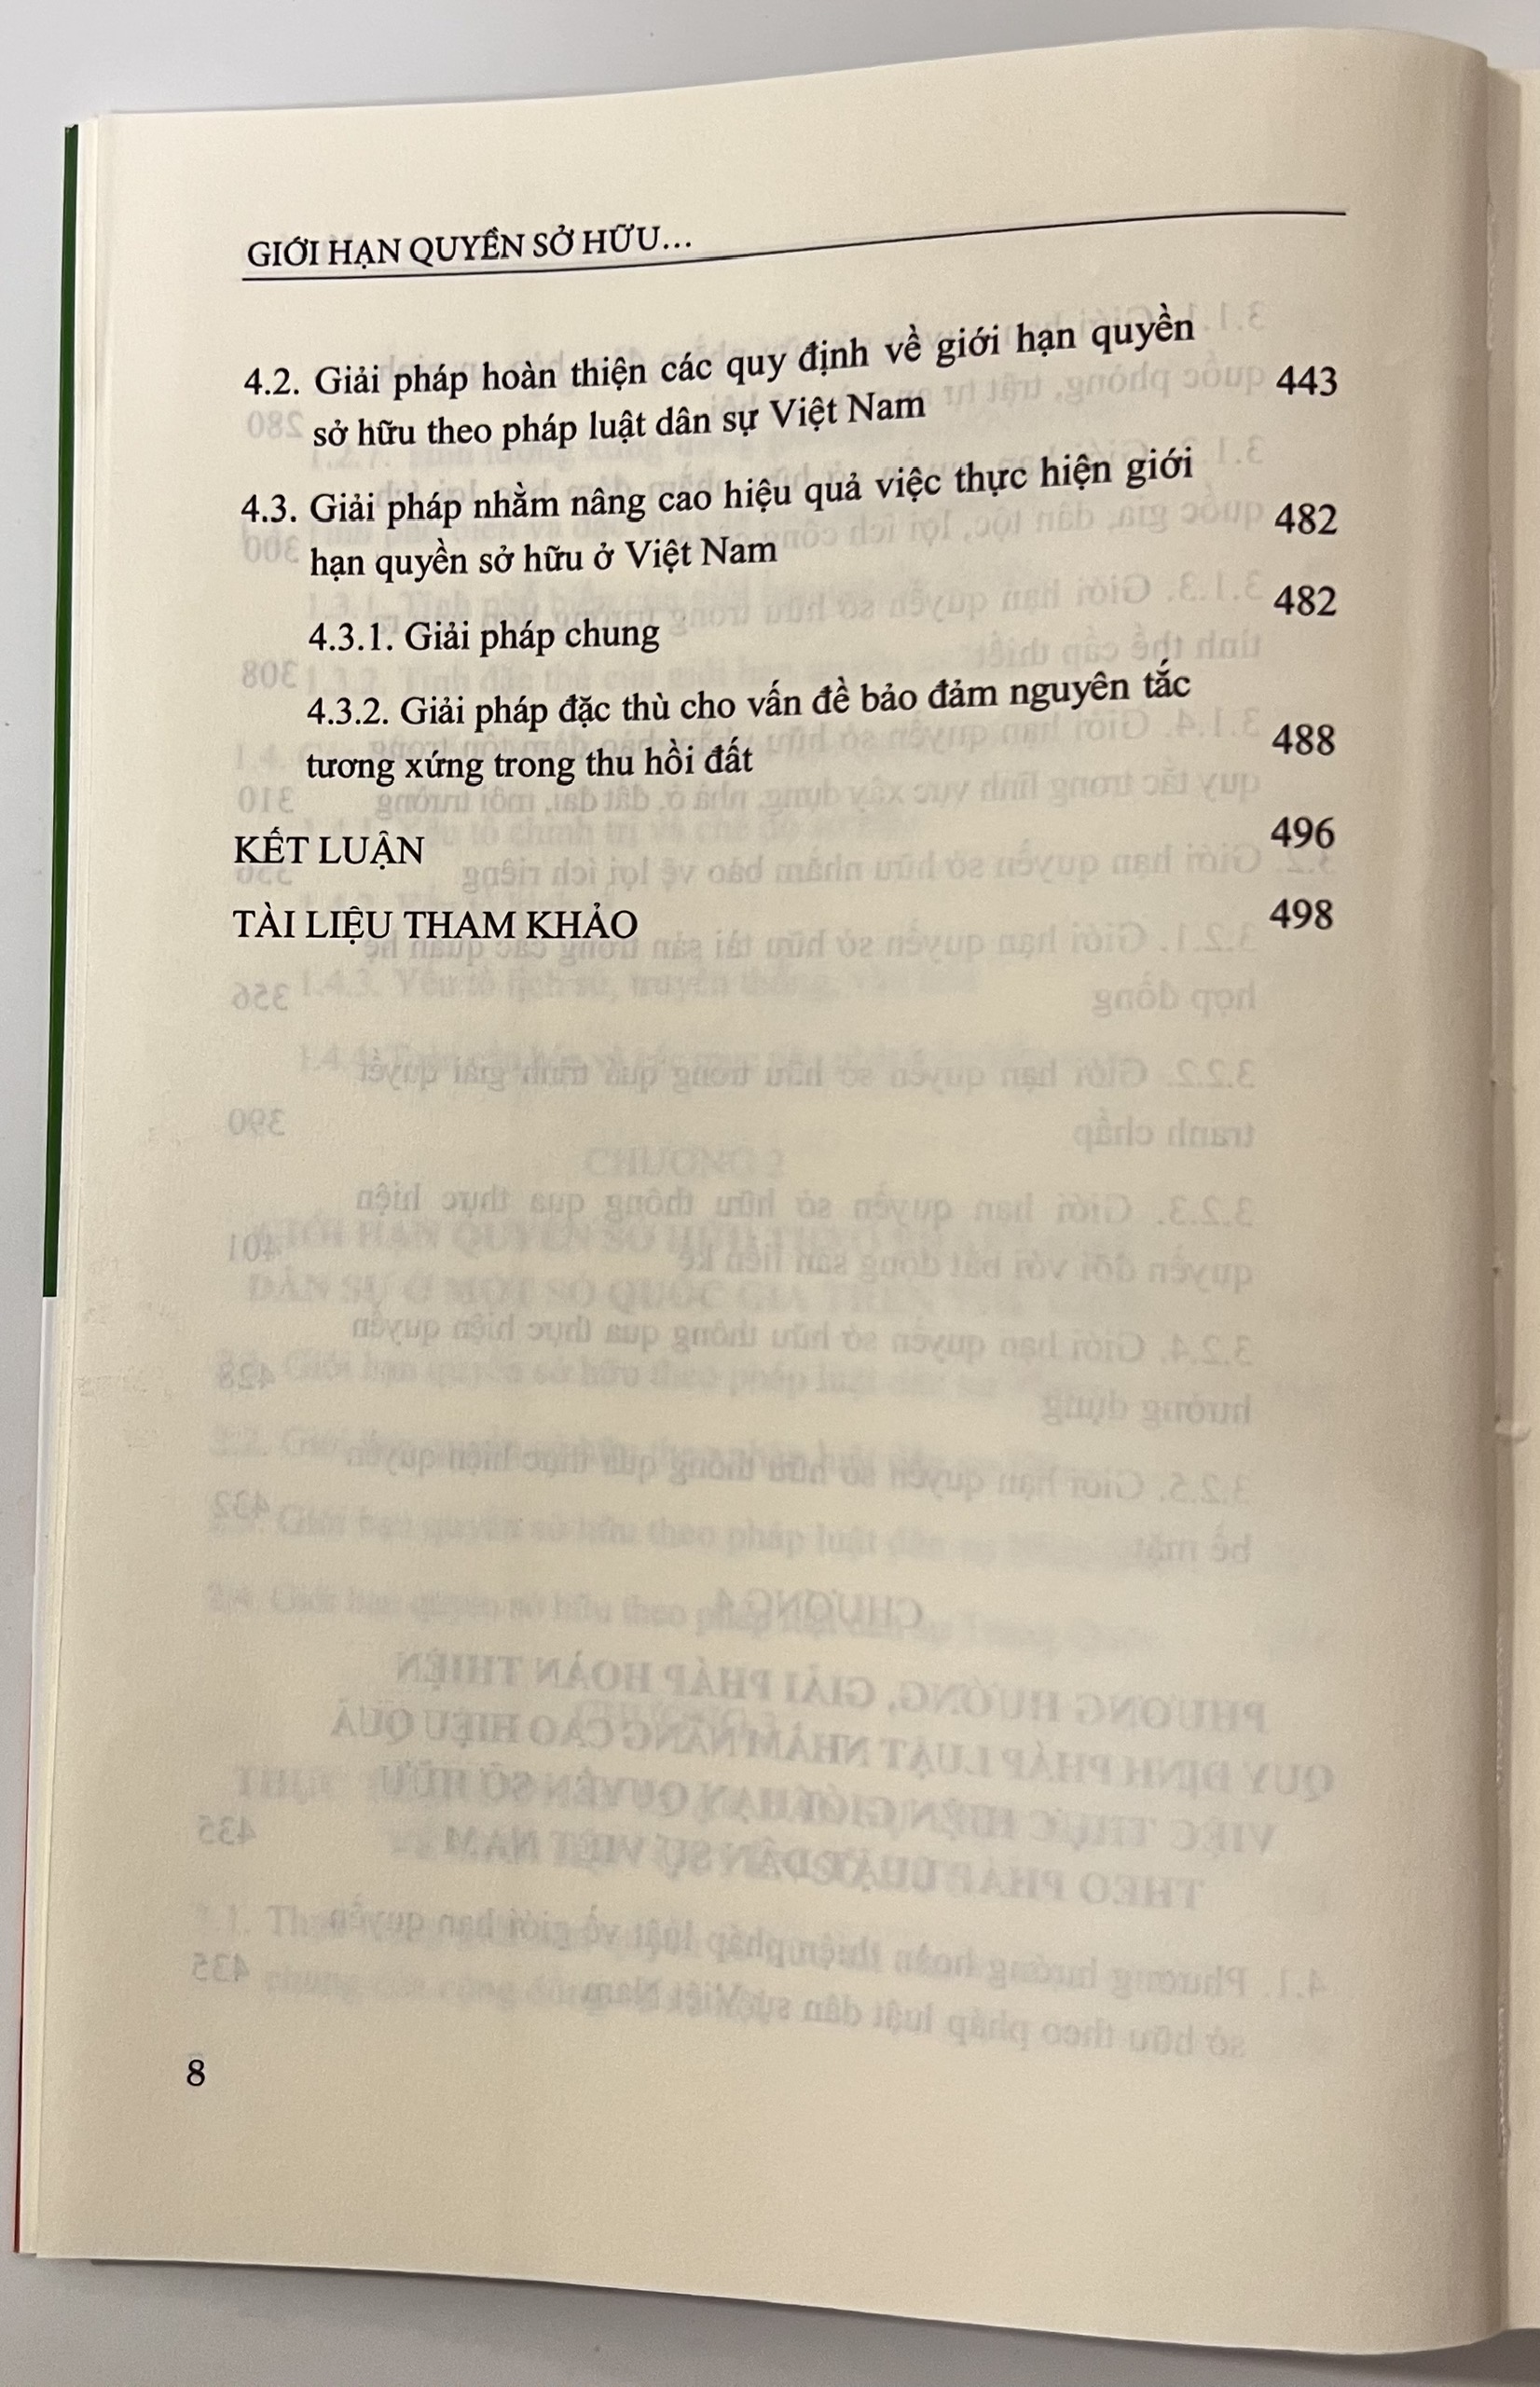 GIỚI HẠN QUYỀN SỞ HỮU...
4.2. Giải pháp hoàn thiện các quy định về giới hạn quyền
sở hữu theo pháp luật dân sự Việt Nam 443
4.3. Giải pháp nhằm nâng cao hiệu quả việc thực hiện giới
hạn quyền sở hữu ở Việt Nam 482
4.3.1. Giải pháp chung 482
4.3.2. Giải pháp đặc thù cho vấn đề bảo đảm nguyên tắc
tương xứng trong thu hồi đất 488
KẾT LUẬN 496
TÀI LIỆU THAM KHẢO 498
8